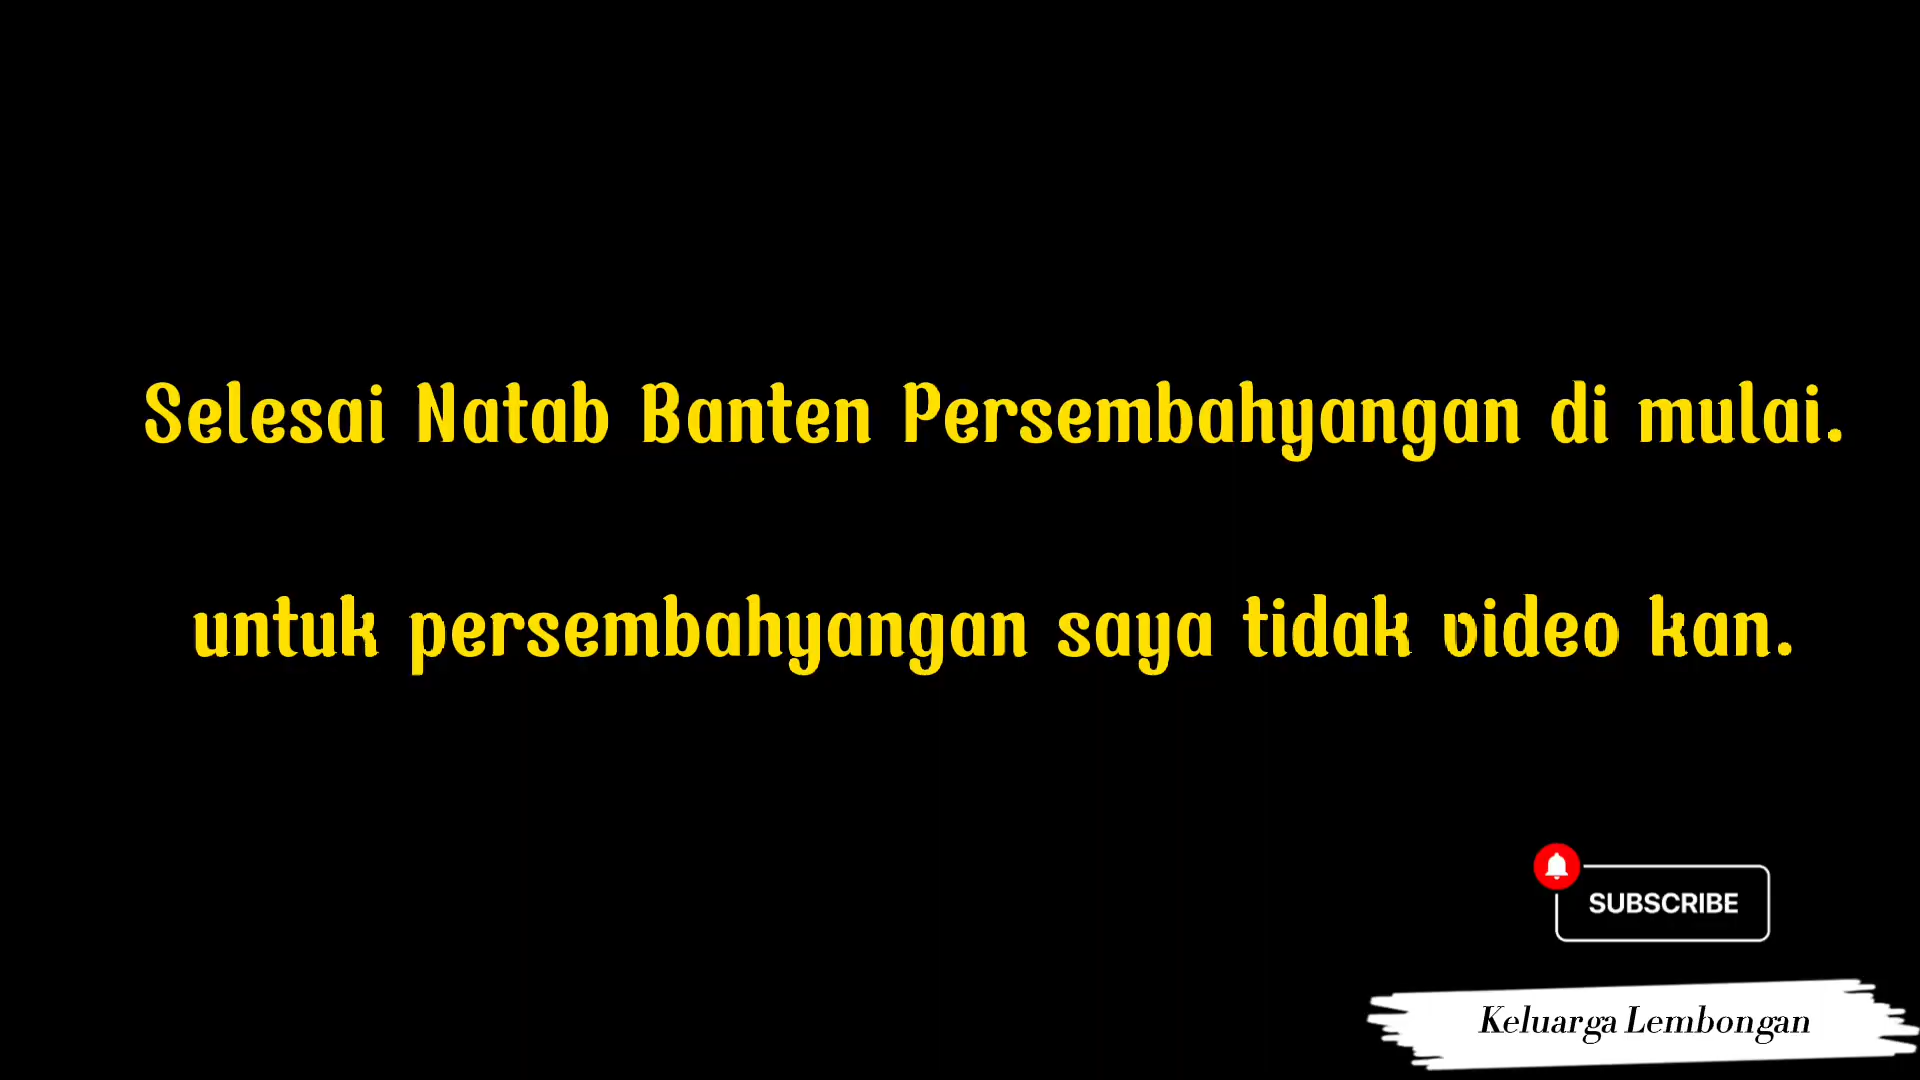 Selesai Natab Banten Persembahyangan di mulai.
untuk persembahyangan saya tidak video kan.
SUBSCRIBE
Keluarga Lembongan